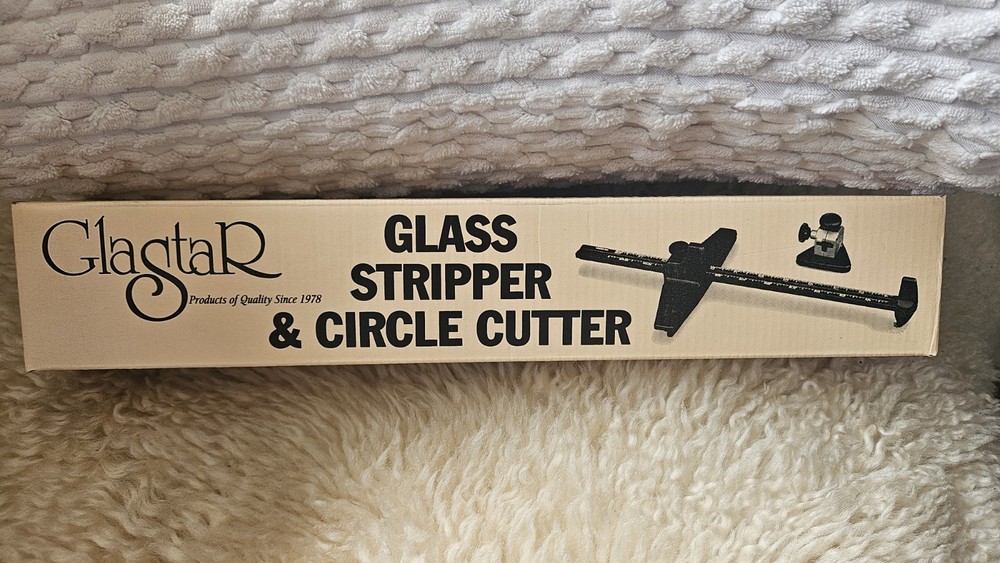 GlastaR
Products of Quality Since 1978
GLASS
STRIPPER
& CIRCLE CUTTER